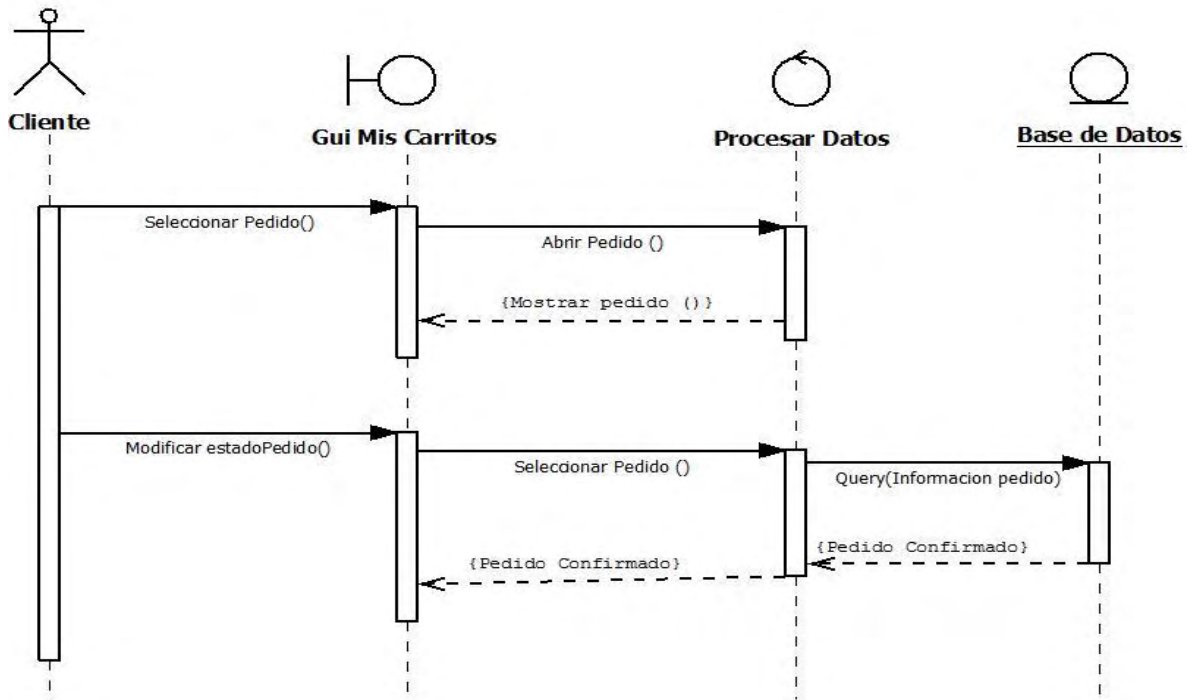 Cliente
Gui Mis Carritos
Procesar Datos
Base de Datos
Seleccionar Pedido()
Abrir Pedido ()
{Mostrar pedido ()}
Modificar estadoPedido()
Seleccionar Pedido ()
Query(Informacion pedido)
{Pedido Confirmado}
{Pedido Confirmado}